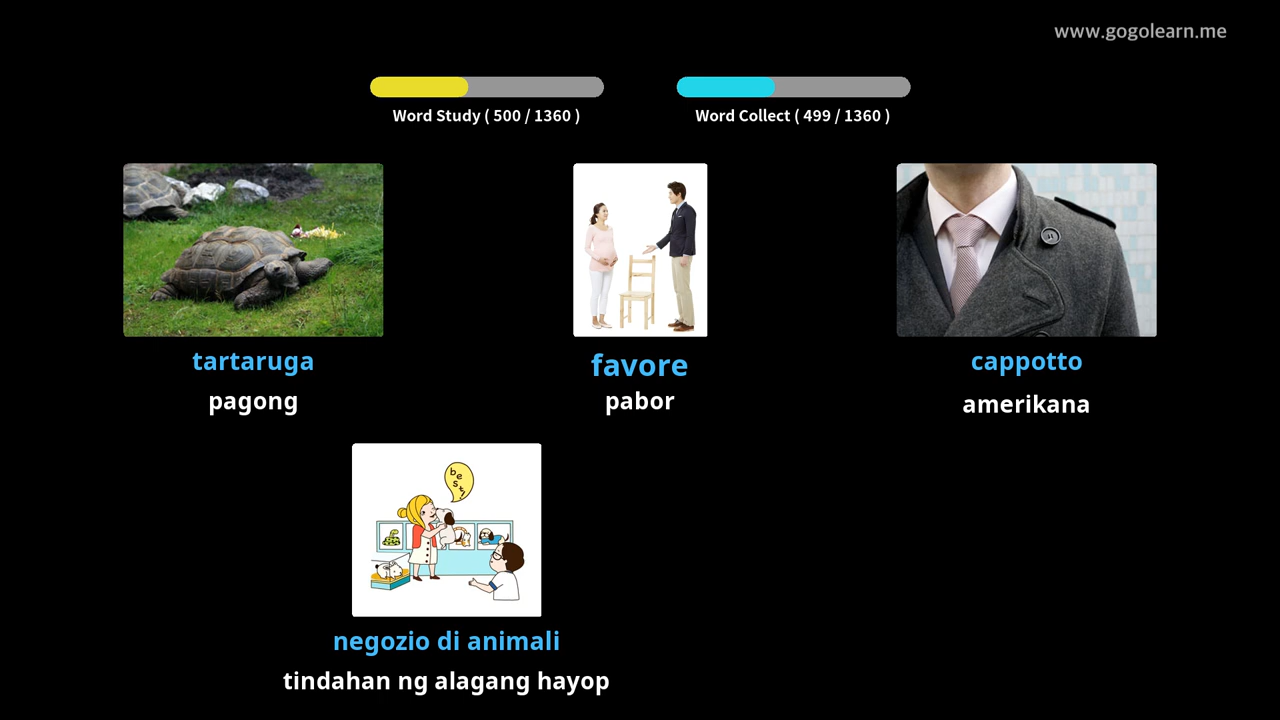 www.gogolearn.me
Word Study ( 500 / 1360 )
Word Collect ( 499 / 1360 )
tartaruga
pagong
favore
pabor
cappotto
amerikana
best
negozio di animali
tindahan ng alagang hayop